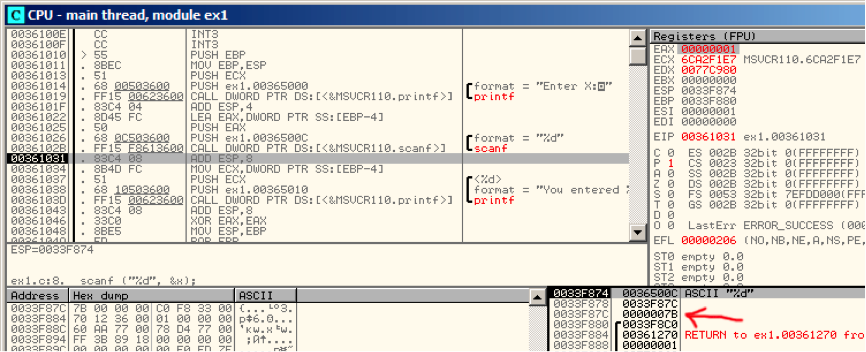 CPU - main thread, module ex1
0036100E CC INT3
0036100F CC INT3
00361010 > 55 PUSH EBP
00361011 . 8BEC MOV EBP,ESP
00361013 . 51 PUSH ECX
00361014 . 68 00503600 PUSH ex1.00365000 format = "Enter X:
00361019 . FF15 00623600 CALL DWORD PTR DS:[<&MSVCR110.printf>] printf
0036101F . 83C4 04 ADD ESP,4
00361022 . 8D45 FC LEA EAX,DWORD PTR SS:[EBP-4]
00361025 . 50 PUSH EAX
00361026 . 68 0C503600 PUSH ex1.0036500C format = "%d"
0036102B . FF15 F8613600 CALL DWORD PTR DS:[<&MSVCR110.scanf>] scanf
00361031 . 83C4 08 ADD ESP,8
00361034 . 8B4D FC MOV ECX,DWORD PTR SS:[EBP-4]
00361037 . 51 PUSH ECX <%d>
00361038 . 68 10503600 PUSH ex1.00365010 format = "You entered
0036103D . FF15 00623600 CALL DWORD PTR DS:[<&MSVCR110.printf>] printf
00361043 . 83C4 08 ADD ESP,8
00361046 . 33C0 XOR EAX,EAX
00361048 . 8BE5 MOV ESP,EBP
ESP=0033F874
ex1.c:8. scanf ("%d", &x);
Registers (FPU)
EAX 00000001
ECX 6CA2F1E7 MSVCR110.6CA2F1E7
EDX 0077C980
EBX 00000000
ESP 0033F874
EBP 0033F880
ESI 00000001
EDI 00000000
EIP 00361031 ex1.00361031
C 0 ES 002B 32bit 0(FFFFFFFF)
P 1 CS 0023 32bit 0(FFFFFFFF)
A 0 SS 002B 32bit 0(FFFFFFFF)
Z 0 DS 002B 32bit 0(FFFFFFFF)
S 0 FS 0053 32bit 7EFDD000(FFF
T 0 GS 002B 32bit 0(FFFFFFFF)
D 0
O 0 LastErr ERROR_SUCCESS (000
EFL 00000206 (NO,NB,NE,A,NS,PE,
ST0 empty 0.0
ST1 empty 0.0
ST2 empty 0.0
Address Hex dump ASCII
0033F87C 7B 00 00 00 C0 F8 33 00
0033F884 70 12 36 00 01 00 00 00
0033F88C 60 AA 77 00 78 D4 77 00
0033F894 FF 3B 89 18 00 00 00 00
0033F874 0036500C ASCII "%d"
0033F878 0033F87C
0033F87C 0000007B
0033F880 0033F8C0
0033F884 00361270 RETURN to ex1.00361270 fro
0033F888 00000001